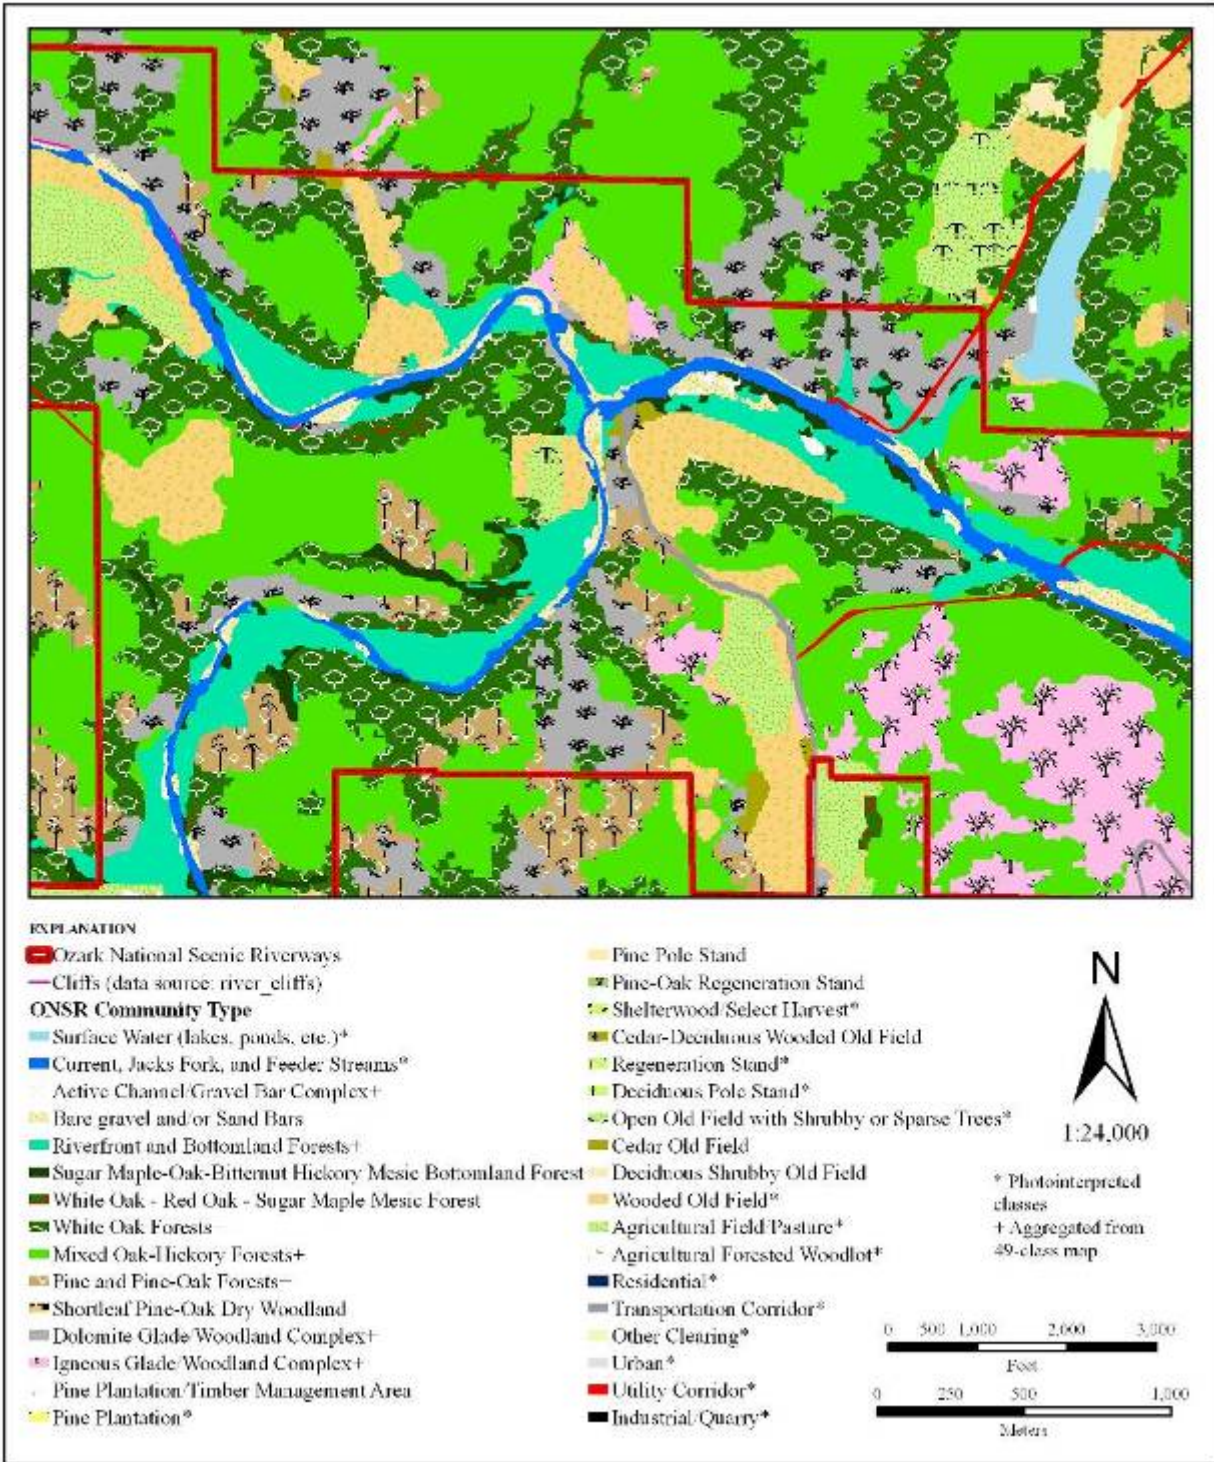 EXPLANATION
Ozark National Scenic Riverways
Cliffs (data source: river_cliffs)
ONSR Community Type
Surface Water (lakes, ponds, etc.)*
Current, Jacks Fork, and Feeder Streams*
Active Channel/Gravel Bar Complex+
Bare gravel and/or Sand Bars
Riverfront and Bottomland Forests+
Sugar Maple-Oak-Bitternut Hickory Mesic Bottomland Forest
White Oak - Red Oak - Sugar Maple Mesic Forest
White Oak Forests
Mixed Oak-Hickory Forests+
Pine and Pine-Oak Forests+
Shortleaf Pine-Oak Dry Woodland
Dolomite Glade/Woodland Complex+
Igneous Glade/Woodland Complex+
Pine Plantation/Timber Management Area
Pine Plantation*
Pine Pole Stand
Pine-Oak Regeneration Stand
Shelterwood/Select Harvest*
Cedar-Deciduous Wooded Old Field
Regeneration Stand*
Deciduous Pole Stand*
Open Old Field with Shrubby or Sparse Trees*
Cedar Old Field
Deciduous Shrubby Old Field
Wooded Old Field*
Agricultural Field/Pasture*
Agricultural Forested Woodlot*
Residential*
Transportation Corridor*
Other Clearing*
Urban*
Utility Corridor*
Industrial/Quarry*
N
1:24,000
* Photointerpreted
classes
+ Aggregated from
49-class map
0 500 1,000 2,000 3,000
Feet
0 250 500 1,000
Meters